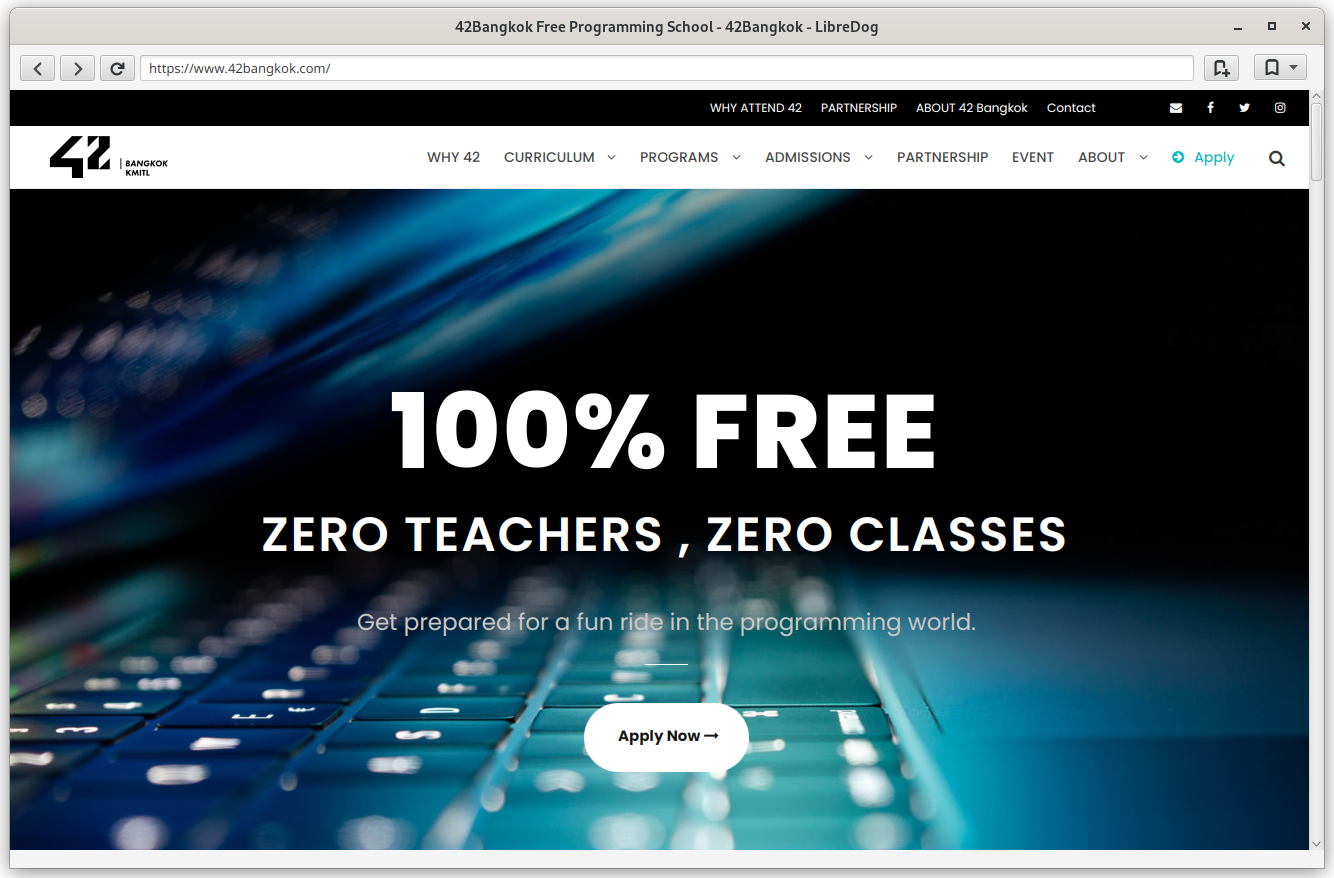 42Bangkok Free Programming School - 42Bangkok - LibreDog
https://www.42bangkok.com/
WHY ATTEND 42 PARTNERSHIP ABOUT 42 Bangkok Contact
42 | BANGKOK KMITL
WHY 42 CURRICULUM PROGRAMS ADMISSIONS PARTNERSHIP EVENT ABOUT Apply
100% FREE
ZERO TEACHERS , ZERO CLASSES
Get prepared for a fun ride in the programming world.
Apply Now →